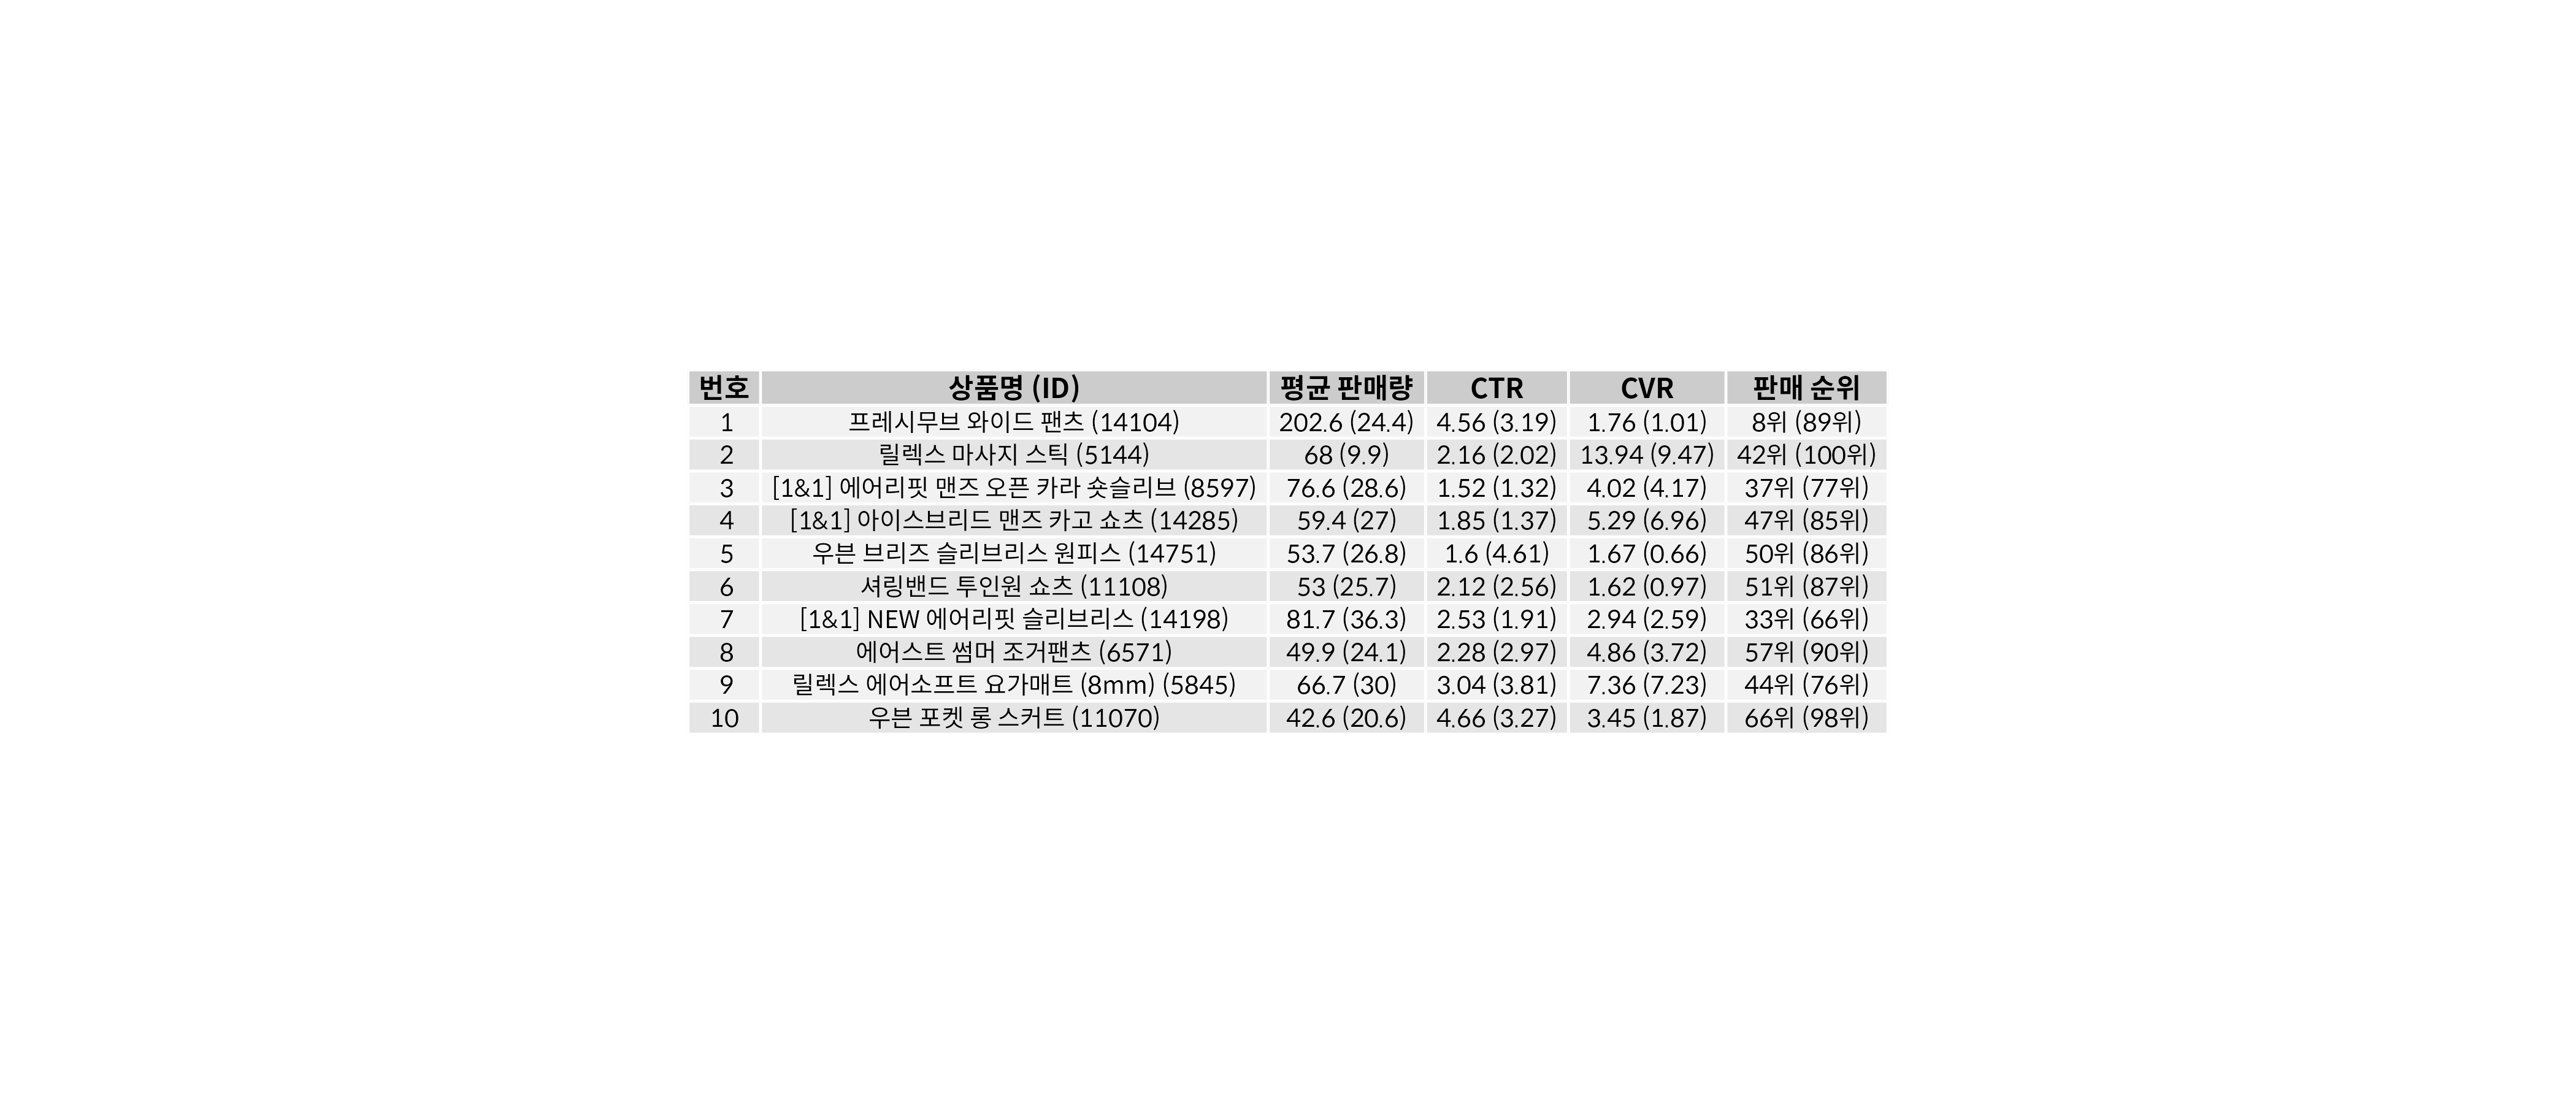 번호 상품명 (ID) 평균 판매량 CTR CVR 판매 순위
1 프레시무브 와이드 팬츠 (14104) 202.6 (24.4) 4.56 (3.19) 1.76 (1.01) 8위 (89위)
2 릴렉스 마사지 스틱 (5144) 68 (9.9) 2.16 (2.02) 13.94 (9.47) 42위 (100위)
3 [1&1] 에어리핏 맨즈 오픈 카라 숏슬리브 (8597) 76.6 (28.6) 1.52 (1.32) 4.02 (4.17) 37위 (77위)
4 [1&1] 아이스브리드 맨즈 카고 쇼츠 (14285) 59.4 (27) 1.85 (1.37) 5.29 (6.96) 47위 (85위)
5 우븐 브리즈 슬리브리스 원피스 (14751) 53.7 (26.8) 1.6 (4.61) 1.67 (0.66) 50위 (86위)
6 셔링밴드 투인원 쇼츠 (11108) 53 (25.7) 2.12 (2.56) 1.62 (0.97) 51위 (87위)
7 [1&1] NEW 에어리핏 슬리브리스 (14198) 81.7 (36.3) 2.53 (1.91) 2.94 (2.59) 33위 (66위)
8 에어스트 썸머 조거팬츠 (6571) 49.9 (24.1) 2.28 (2.97) 4.86 (3.72) 57위 (90위)
9 릴렉스 에어소프트 요가매트 (8mm) (5845) 66.7 (30) 3.04 (3.81) 7.36 (7.23) 44위 (76위)
10 우븐 포켓 롱 스커트 (11070) 42.6 (20.6) 4.66 (3.27) 3.45 (1.87) 66위 (98위)